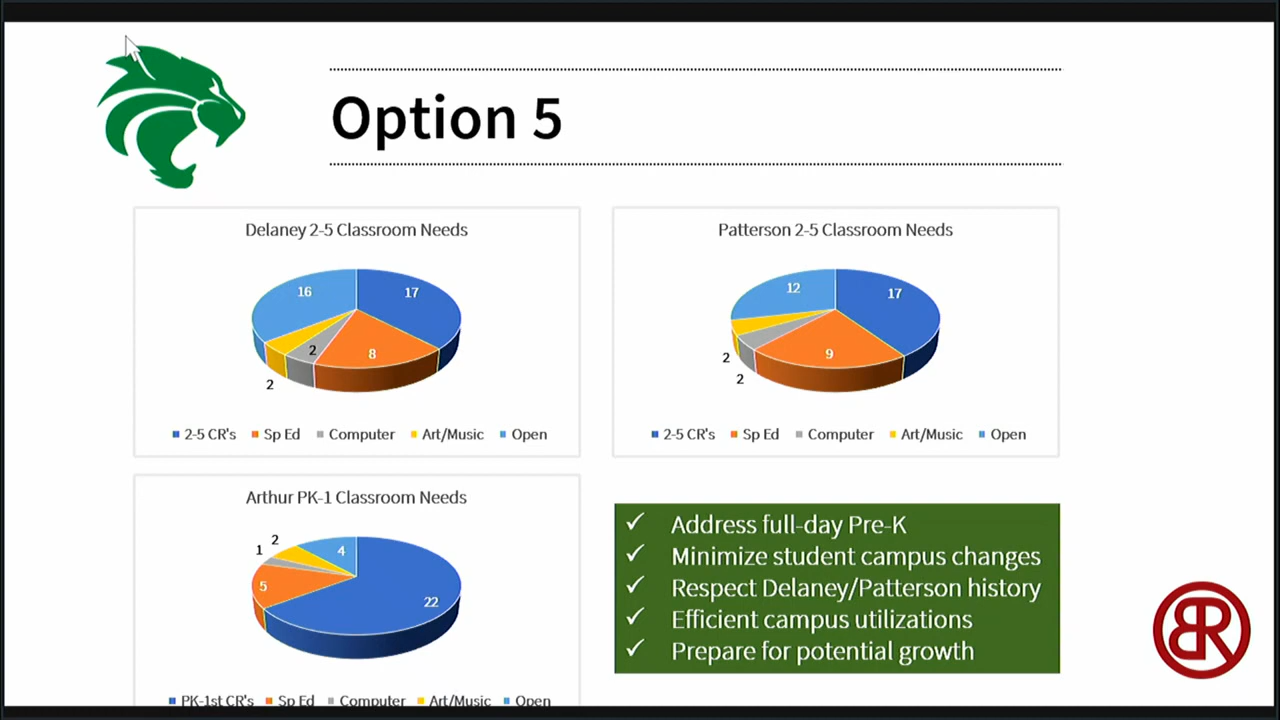 Option 5
Delaney 2-5 Classroom Needs
16
17
2
8
2
2-5 CR's Sp Ed Computer Art/Music Open
Patterson 2-5 Classroom Needs
12
17
9
2
2
2-5 CR's Sp Ed Computer Art/Music Open
Arthur PK-1 Classroom Needs
2
1
4
5
22
PK-1st CR's Sp Ed Computer Art/Music Open
Address full-day Pre-K
Minimize student campus changes
Respect Delaney/Patterson history
Efficient campus utilizations
Prepare for potential growth
BR